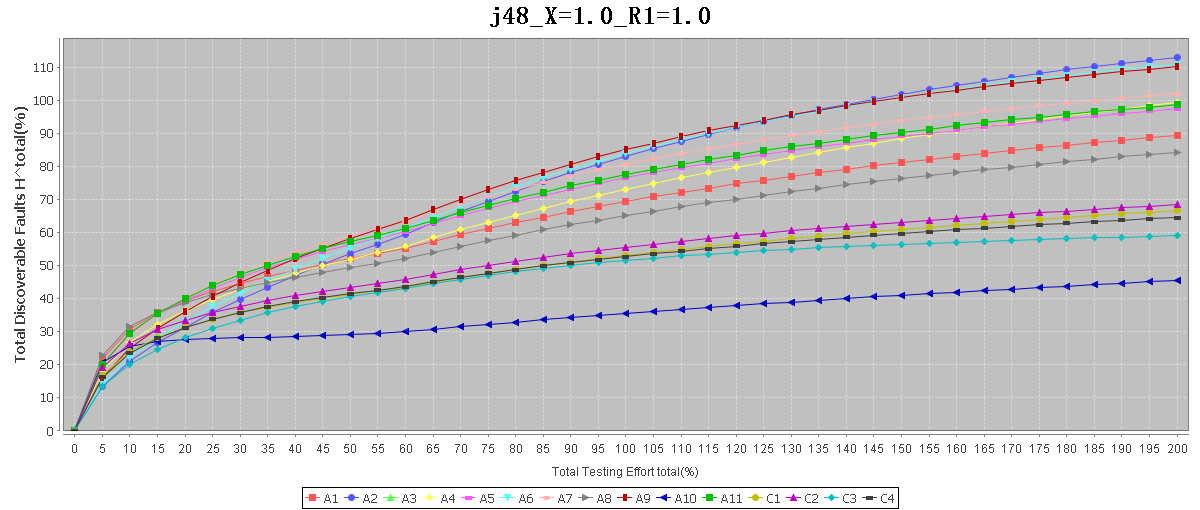 j48_X=1.0_R1=1.0
Total Discoverable Faults H^total(%)
110
100
90
80
70
60
50
40
30
20
10
0
0 5 10 15 20 25 30 35 40 45 50 55 60 65 70 75 80 85 90 95 100 105 110 115 120 125 130 135 140 145 150 155 160 165 170 175 180 185 190 195 200
Total Testing Effort total(%)
A1 A2 A3 A4 A5 A6 A7 A8 A9 A10 A11 C1 C2 C3 C4